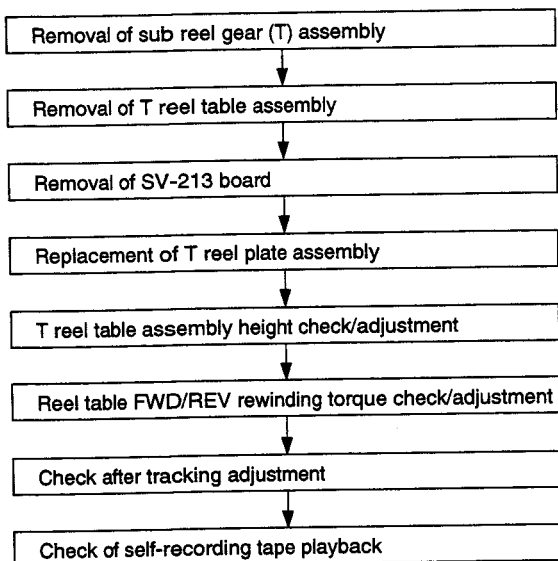 Removal of sub reel gear (T) assembly
Removal of T reel table assembly
Removal of SV-213 board
Replacement of T reel plate assembly
T reel table assembly height check/adjustment
Reel table FWD/REV rewinding torque check/adjustment
Check after tracking adjustment
Check of self-recording tape playback